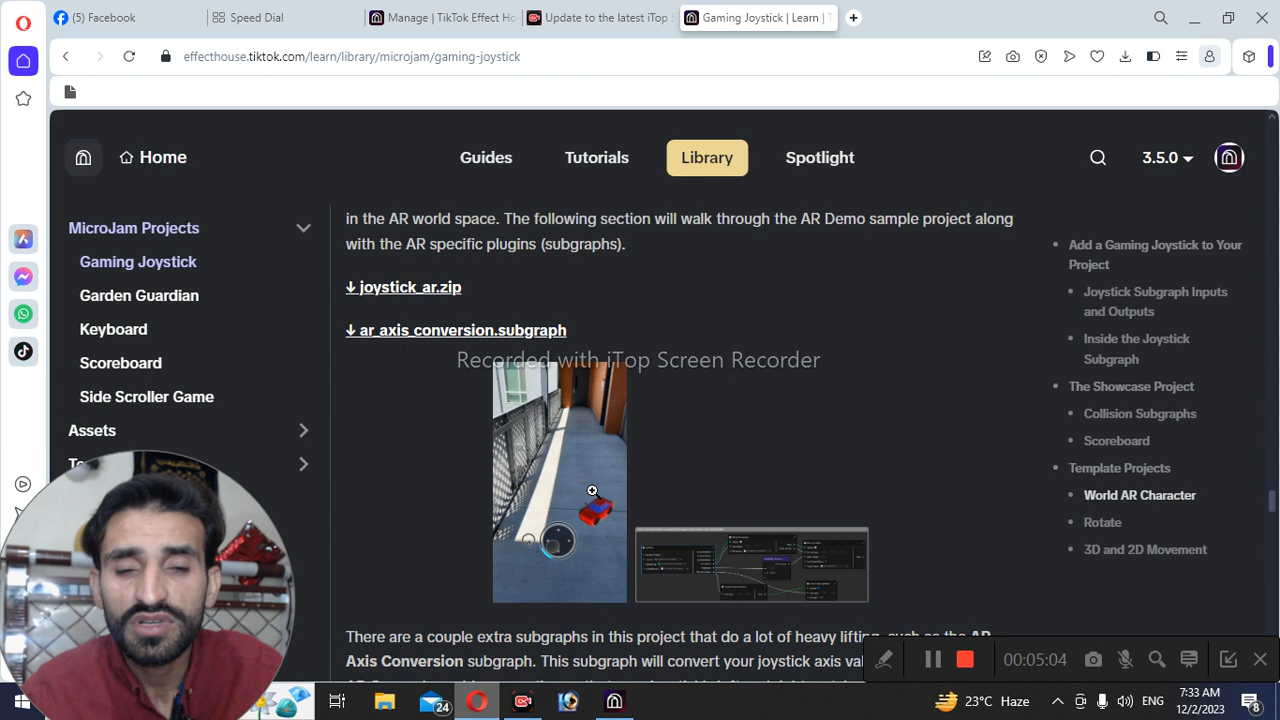 (5) Facebook
Speed Dial
Manage | TikTok Effect Ho
Update to the latest iTop S
Gaming Joystick | Learn | T
effecthouse.tiktok.com/learn/library/microjam/gaming-joystick
Home
Guides
Tutorials
Library
Spotlight
3.5.0
MicroJam Projects
Gaming Joystick
Garden Guardian
Keyboard
Scoreboard
Side Scroller Game
Assets
in the AR world space. The following section will walk through the AR Demo sample project along
with the AR specific plugins (subgraphs).
↓ joystick_ar.zip
↓ ar_axis_conversion.subgraph
Recorded with iTop Screen Recorder
There are a couple extra subgraphs in this project that do a lot of heavy lifting, such as the AR
Axis Conversion subgraph. This subgraph will convert your joystick axis val
Add a Gaming Joystick to Your
Project
Joystick Subgraph Inputs
and Outputs
Inside the Joystick
Subgraph
The Showcase Project
Collision Subgraphs
Scoreboard
Template Projects
World AR Character
Rotate
3D and 2D Movement
00:05:04
24
23°C Haze
ENG
7:33 AM
12/2/2023
8